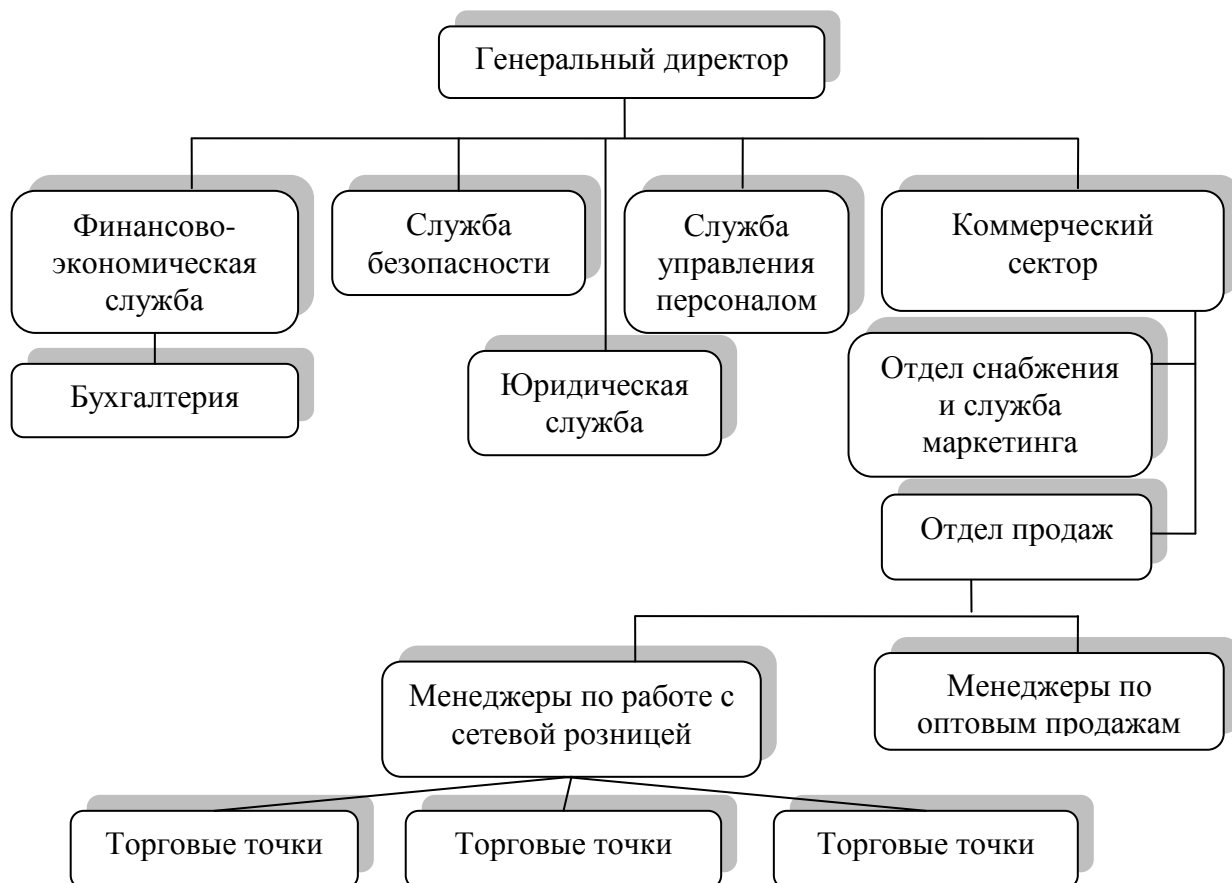 Генеральный директор
Финансово-
экономическая
служба
Служба
безопасности
Служба
управления
персоналом
Коммерческий
сектор
Бухгалтерия
Юридическая
служба
Отдел снабжения
и служба
маркетинга
Отдел продаж
Менеджеры по работе с
сетевой розницей
Менеджеры по
оптовым продажам
Торговые точки
Торговые точки
Торговые точки